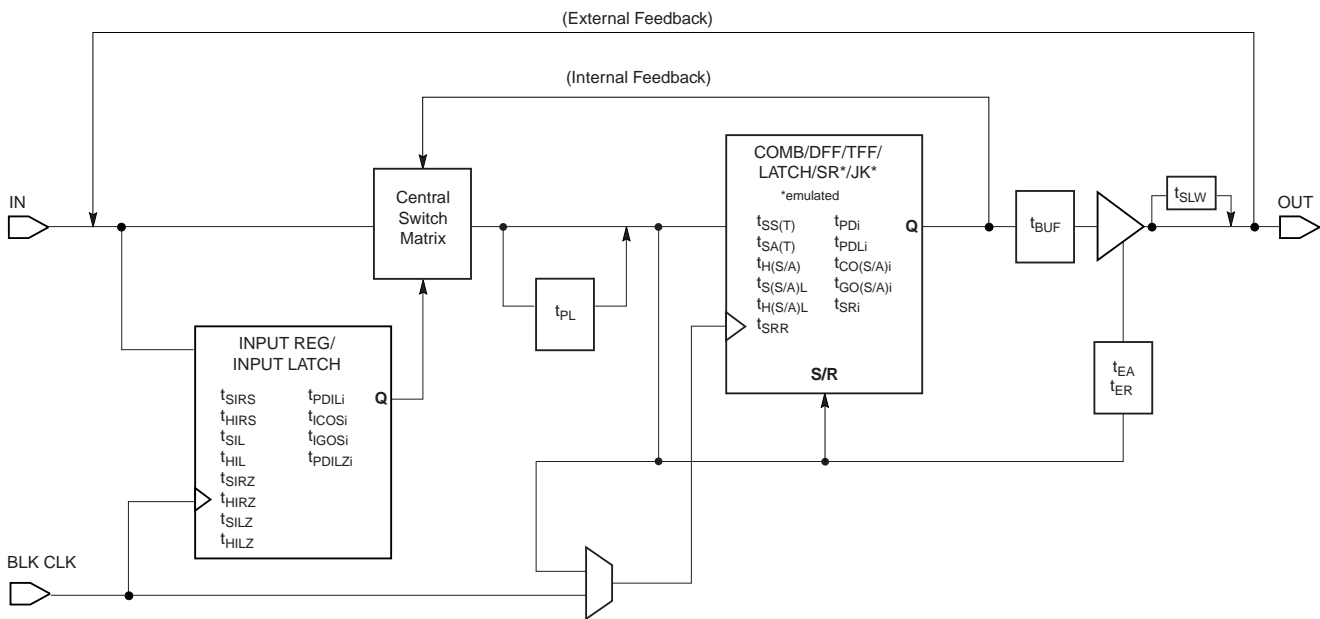 (External Feedback)
(Internal Feedback)
IN
Central
Switch
Matrix
COMB/DFF/TFF/
LATCH/SR*/JK*
*emulated
tSS(T) tPDi
tSA(T) tPDLi
tH(S/A) tCO(S/A)i
tS(S/A)L tGO(S/A)i
tH(S/A)L tSRi
tSRR
Q
S/R
tPL
tBUF
tSLW
OUT
tEA
tER
INPUT REG/
INPUT LATCH
tSIRS tPDILi
tHIRS tICOSi
tSIL tIGOSi
tHIL tPDILZi
tSIRZ
tHIRZ
tSILZ
tHILZ
Q
BLK CLK